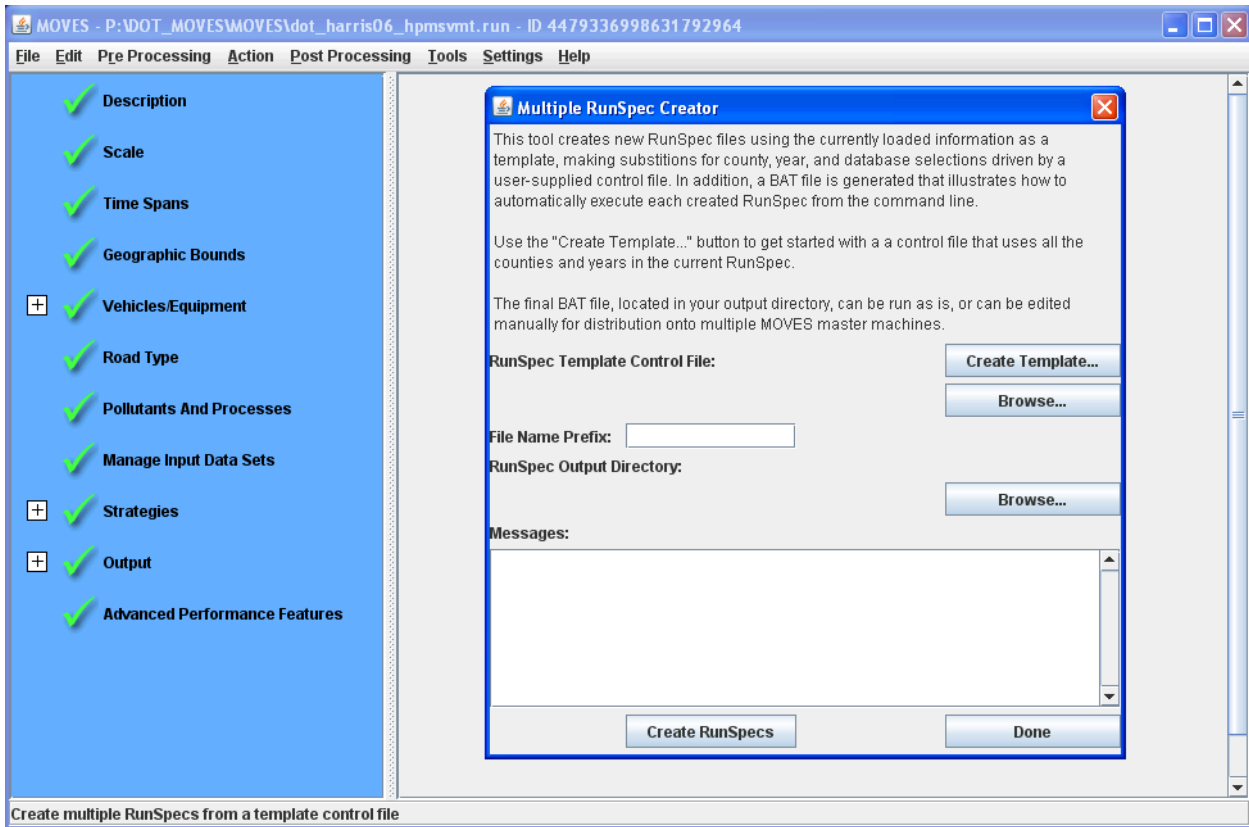 MOVES - P:\DOT_MOVES\MOVES\dot_harris06_hpmsvmt.run - ID 4479336998631792964
File Edit Pre Processing Action Post Processing Tools Settings Help
Description
Scale
Time Spans
Geographic Bounds
Vehicles/Equipment
Road Type
Pollutants And Processes
Manage Input Data Sets
Strategies
Output
Advanced Performance Features
Multiple RunSpec Creator
This tool creates new RunSpec files using the currently loaded information as a
template, making substitions for county, year, and database selections driven by a
user-supplied control file. In addition, a BAT file is generated that illustrates how to
automatically execute each created RunSpec from the command line.
Use the "Create Template..." button to get started with a a control file that uses all the
counties and years in the current RunSpec.
The final BAT file, located in your output directory, can be run as is, or can be edited
manually for distribution onto multiple MOVES master machines.
RunSpec Template Control File:
Create Template...
Browse...
File Name Prefix:
RunSpec Output Directory:
Browse...
Messages:
Create RunSpecs
Done
Create multiple RunSpecs from a template control file